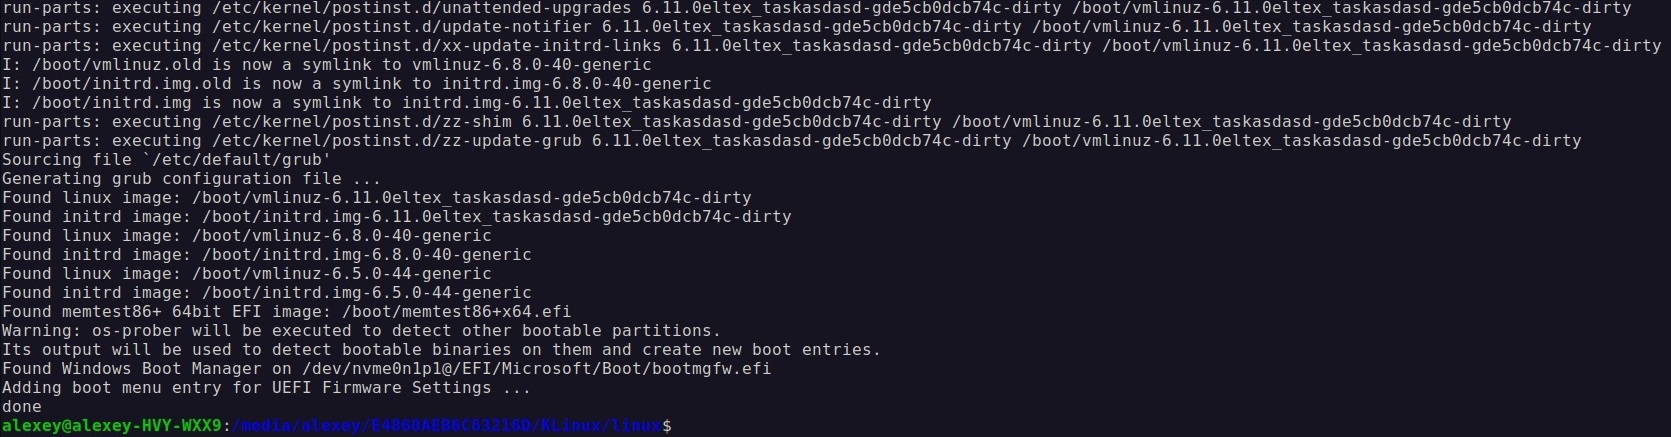 run-parts: executing /etc/kernel/postinst.d/unattended-upgrades 6.11.0eltex_taskasdasd-gde5cb0dcb74c-dirty /boot/vmlinuz-6.11.0eltex_taskasdasd-gde5cb0dcb74c-dirty
run-parts: executing /etc/kernel/postinst.d/update-notifier 6.11.0eltex_taskasdasd-gde5cb0dcb74c-dirty /boot/vmlinuz-6.11.0eltex_taskasdasd-gde5cb0dcb74c-dirty
run-parts: executing /etc/kernel/postinst.d/xx-update-initrd-links 6.11.0eltex_taskasdasd-gde5cb0dcb74c-dirty /boot/vmlinuz-6.11.0eltex_taskasdasd-gde5cb0dcb74c-dirty
I: /boot/vmlinuz.old is now a symlink to vmlinuz-6.8.0-40-generic
I: /boot/initrd.img.old is now a symlink to initrd.img-6.8.0-40-generic
I: /boot/initrd.img is now a symlink to initrd.img-6.11.0eltex_taskasdasd-gde5cb0dcb74c-dirty
run-parts: executing /etc/kernel/postinst.d/zz-shim 6.11.0eltex_taskasdasd-gde5cb0dcb74c-dirty /boot/vmlinuz-6.11.0eltex_taskasdasd-gde5cb0dcb74c-dirty
run-parts: executing /etc/kernel/postinst.d/zz-update-grub 6.11.0eltex_taskasdasd-gde5cb0dcb74c-dirty /boot/vmlinuz-6.11.0eltex_taskasdasd-gde5cb0dcb74c-dirty
Sourcing file `/etc/default/grub'
Generating grub configuration file ...
Found linux image: /boot/vmlinuz-6.11.0eltex_taskasdasd-gde5cb0dcb74c-dirty
Found initrd image: /boot/initrd.img-6.11.0eltex_taskasdasd-gde5cb0dcb74c-dirty
Found linux image: /boot/vmlinuz-6.8.0-40-generic
Found initrd image: /boot/initrd.img-6.8.0-40-generic
Found linux image: /boot/vmlinuz-6.5.0-44-generic
Found initrd image: /boot/initrd.img-6.5.0-44-generic
Found memtest86+ 64bit EFI image: /boot/memtest86+x64.efi
Warning: os-prober will be executed to detect other bootable partitions.
Its output will be used to detect bootable binaries on them and create new boot entries.
Found Windows Boot Manager on /dev/nvme0n1p1@/EFI/Microsoft/Boot/bootmgfw.efi
Adding boot menu entry for UEFI Firmware Settings ...
done
alexey@alexey-HVY-WXX9:/media/alexey/E4860AEB6C63216D/KLinux/linux$